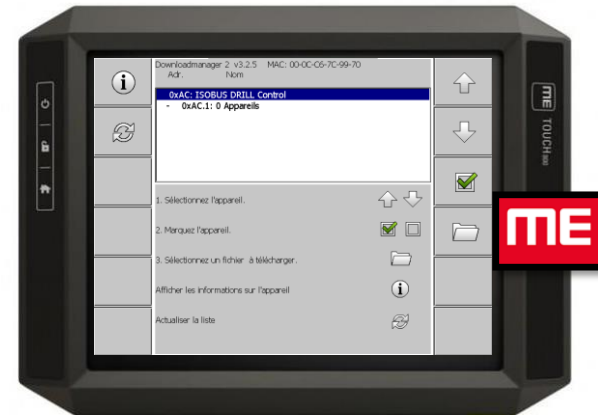 Downloadmanager 2 v3.2.5 MAC: 00-0C-C6-7C-99-70
Adr. Nom
0xAC: ISOBUS DRILL Control
- 0xAC.1: 0 Appareils
1. Sélectionnez l'appareil.
2. Marquez l'appareil.
3. Sélectionnez un fichier à télécharger.
Afficher les informations sur l'appareil
Actualiser la liste
ME TOUCH800
ME